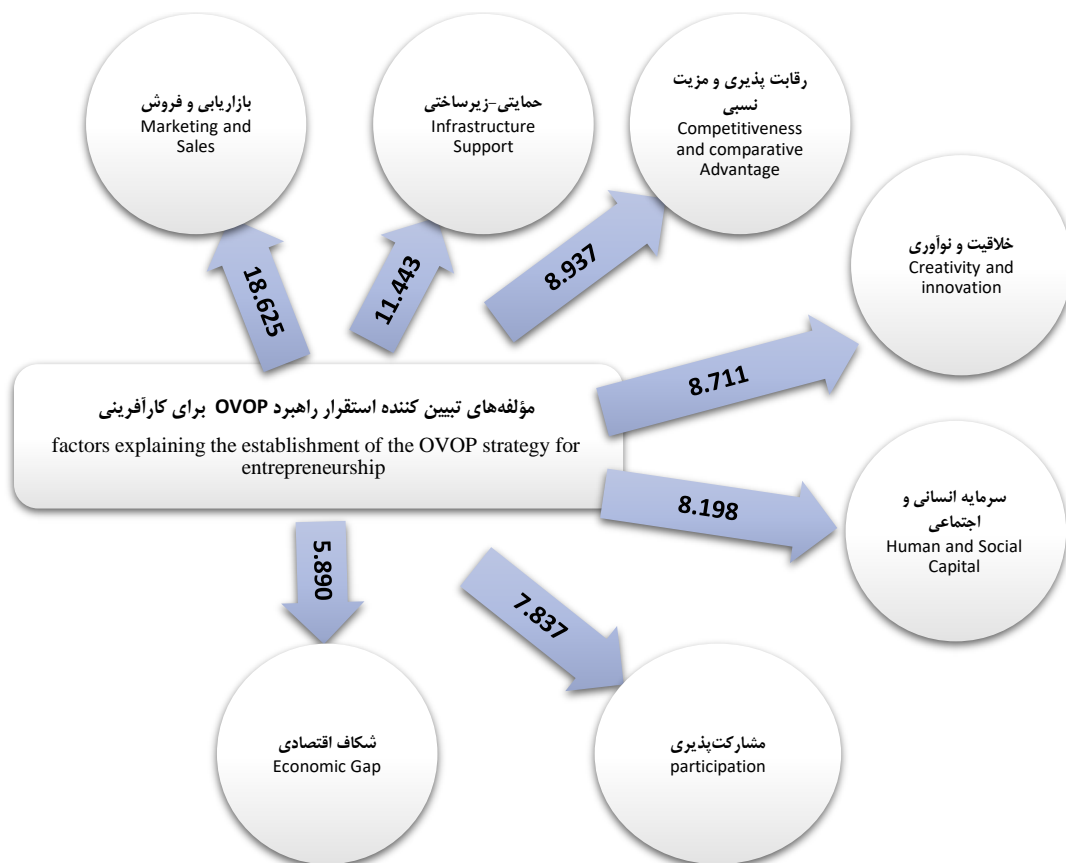 بازاریابی و فروش
Marketing and
Sales
حمایتی-زیرساختی
Infrastructure
Support
رقابت پذیری و مزیت
نسبی
Competitiveness
and comparative
Advantage
خلاقیت و نوآوری
Creativity and
innovation
18.625
11.443
8.937
8.711
مؤلفه‌های تبیین کننده استقرار راهبرد OVOP برای کارآفرینی
factors explaining the establishment of the OVOP strategy for
entrepreneurship
8.198
سرمایه انسانی و
اجتماعی
Human and Social
Capital
5.890
7.837
شکاف اقتصادی
Economic Gap
مشارکت‌پذیری
participation